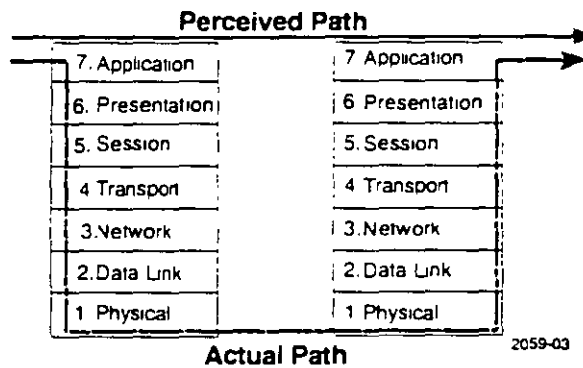 Perceived Path
7. Application
6. Presentation
5. Session
4 Transport
3.Network
2.Data Link
1 Physical
7 Application
6 Presentation
5. Session
4 Transport
3.Network
2. Data Link
1 Physical
Actual Path
2059-03